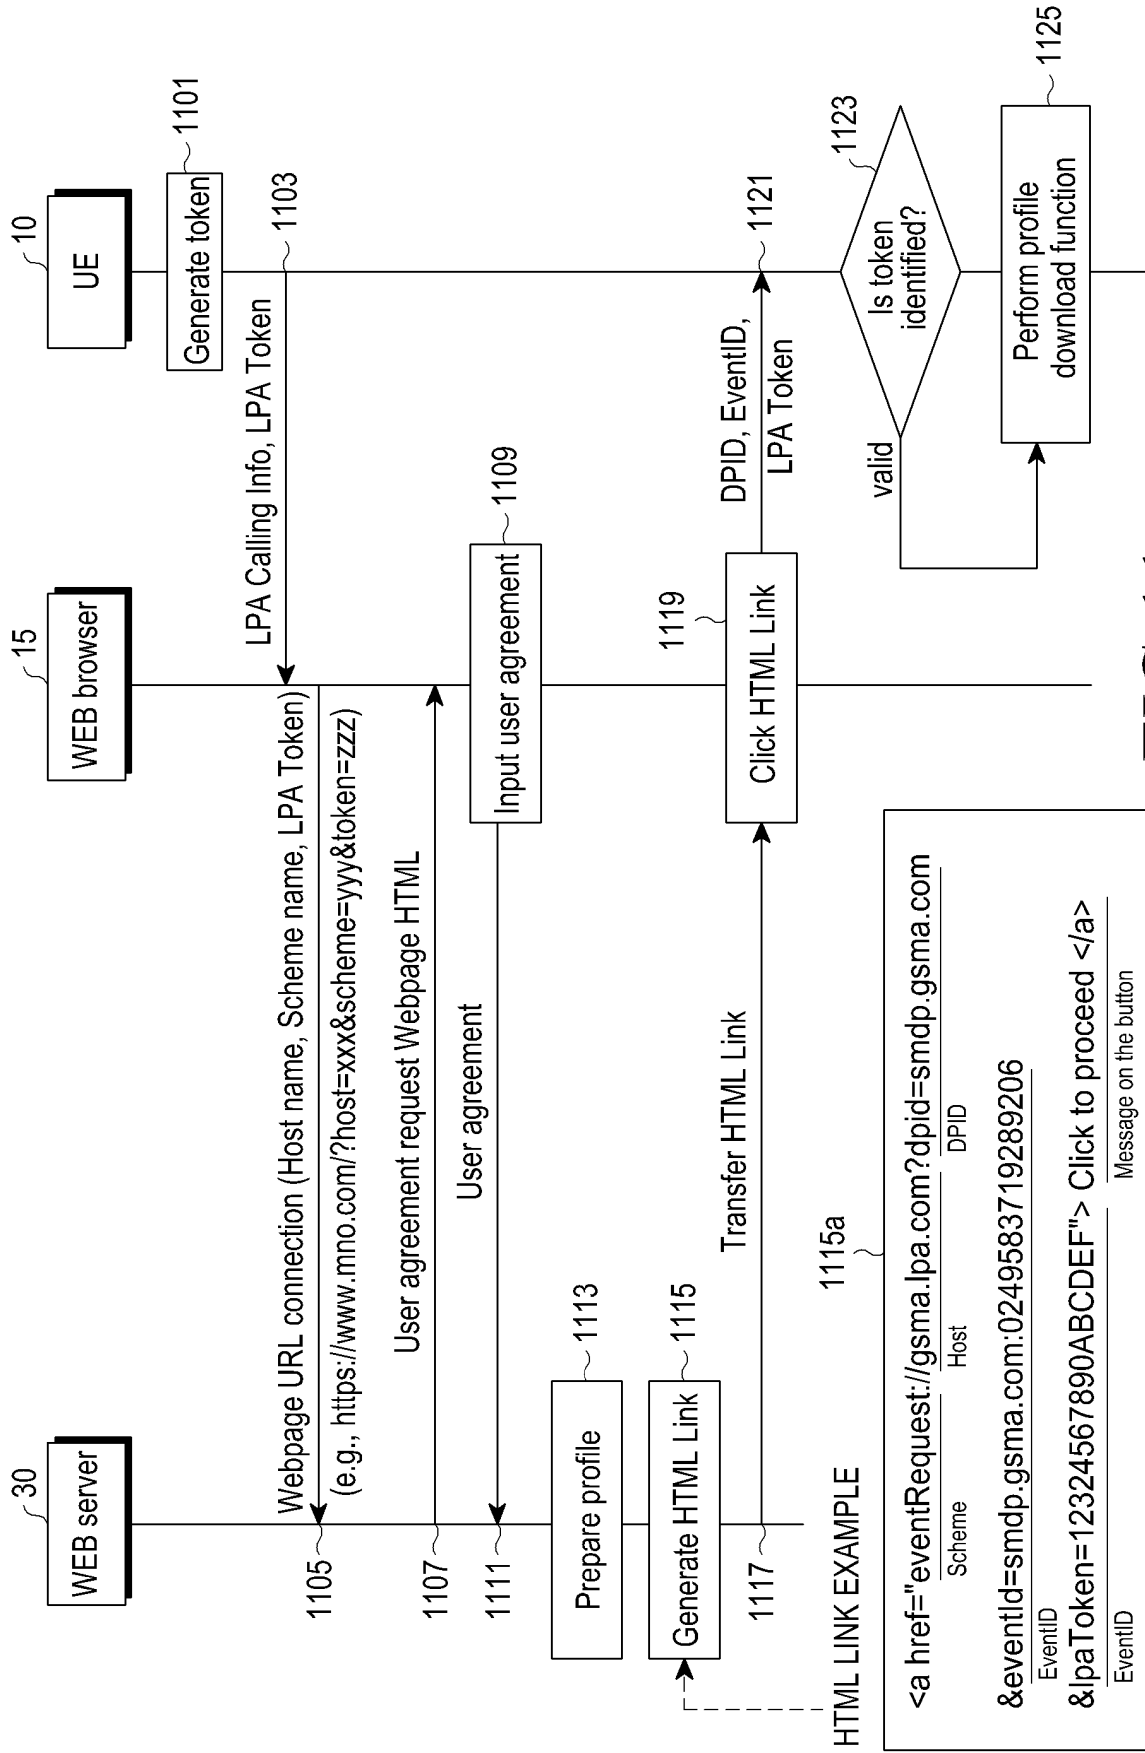 30
WEB server
15
WEB browser
10
UE
Generate token
1101
LPA Calling Info, LPA Token
1103
Webpage URL connection (Host name, Scheme name, LPA Token)
(e.g., https://www.mno.com/?host=xxx&scheme=yyy&token=zzz)
1105
User agreement request Webpage HTML
1107
Input user agreement
1109
User agreement
1111
Prepare profile
1113
Generate HTML Link
1115
Transfer HTML Link
1117
Click HTML Link
1119
DPID, EventID,
LPA Token
1121
Is token
identified?
1123
valid
Perform profile
download function
1125
HTML LINK EXAMPLE
1115a
<a href="eventRequest://gsma.lpa.com?dpid=smdp.gsma.com
Scheme
Host
DPID
&eventId=smdp.gsma.com:0249583719289206
EventID
&lpaToken=12324567890ABCDEF"> Click to proceed </a>
EventID
Message on the button